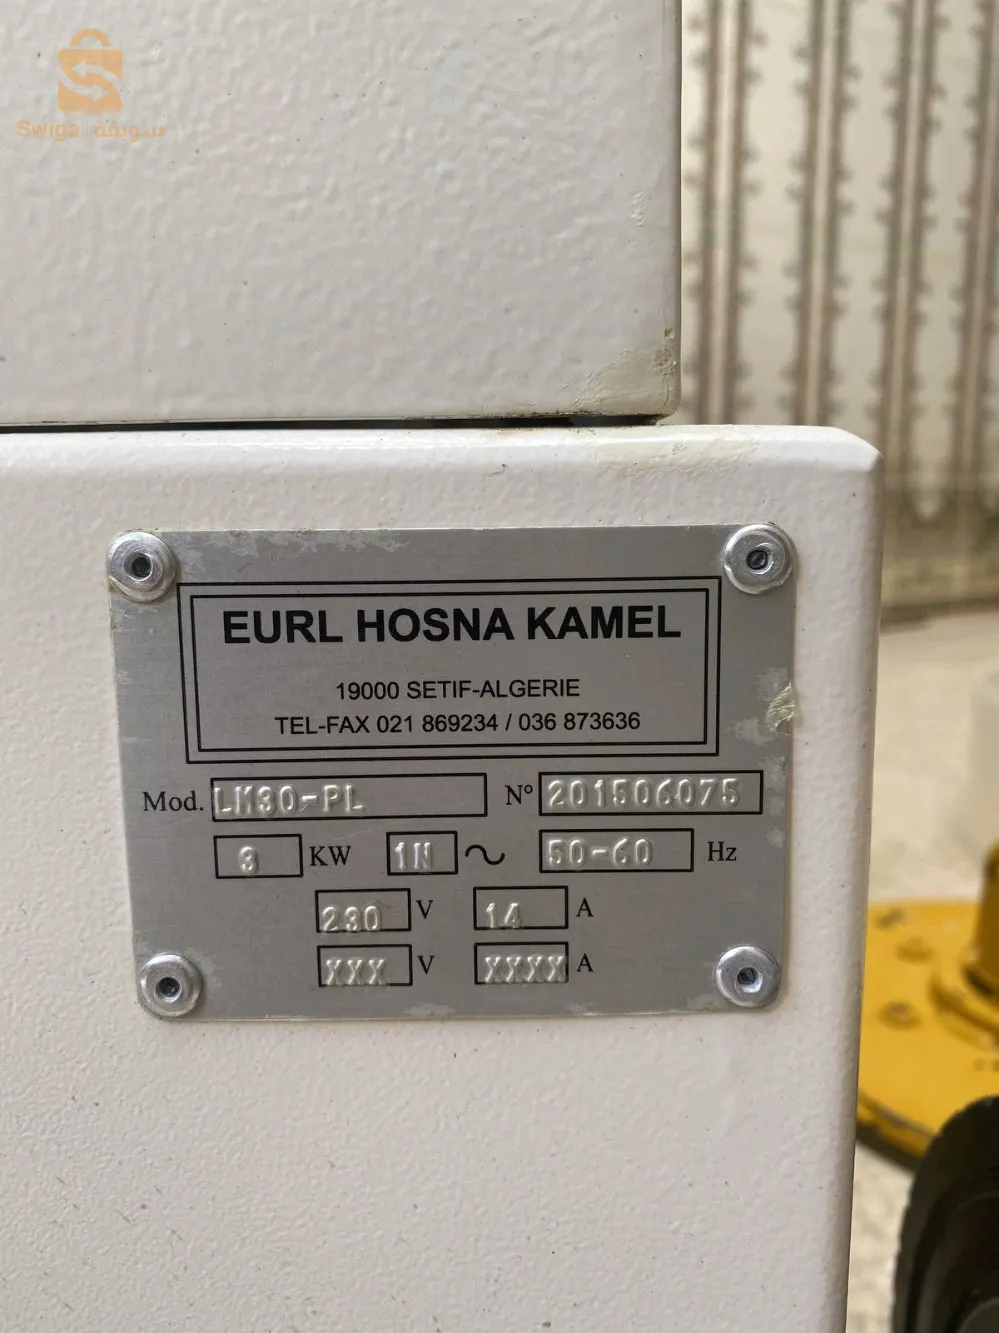 Swiga | سويقة
EURL HOSNA KAMEL
19000 SETIF-ALGERIE
TEL-FAX 021 869234 / 036 873636
Mod. LM30-PL N° 201506075
3 KW 1N ~ 50-60 Hz
230 V 14 A
XXX V XXXX A